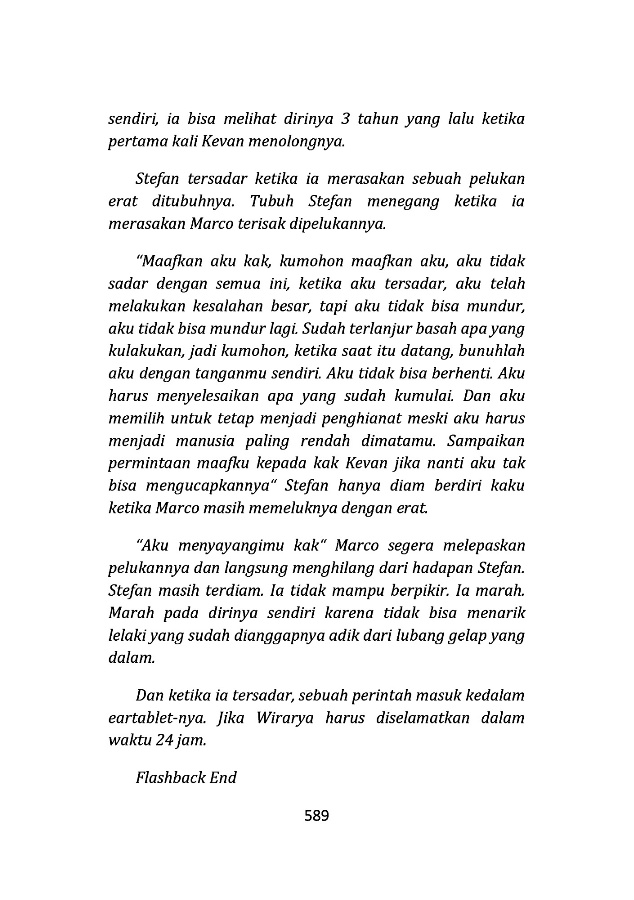 sendiri, ia bisa melihat dirinya 3 tahun yang lalu ketika
pertama kali Kevan menolongnya.
Stefan tersadar ketika ia merasakan sebuah pelukan
erat ditubuhnya. Tubuh Stefan menegang ketika ia
merasakan Marco terisak dipelukannya.
“Maafkan aku kak, kumohon maafkan aku, aku tidak
sadar dengan semua ini, ketika aku tersadar, aku telah
melakukan kesalahan besar, tapi aku tidak bisa mundur,
aku tidak bisa mundur lagi. Sudah terlanjur basah apa yang
kulakukan, jadi kumohon, ketika saat itu datang, bunuhlah
aku dengan tanganmu sendiri. Aku tidak bisa berhenti. Aku
harus menyelesaikan apa yang sudah kumulai. Dan aku
memilih untuk tetap menjadi penghianat meski aku harus
menjadi manusia paling rendah dimatamu. Sampaikan
permintaan maafku kepada kak Kevan jika nanti aku tak
bisa mengucapkannya“ Stefan hanya diam berdiri kaku
ketika Marco masih memeluknya dengan erat.
“Aku menyayangimu kak“ Marco segera melepaskan
pelukannya dan langsung menghilang dari hadapan Stefan.
Stefan masih terdiam. Ia tidak mampu berpikir. Ia marah.
Marah pada dirinya sendiri karena tidak bisa menarik
lelaki yang sudah dianggapnya adik dari lubang gelap yang
dalam.
Dan ketika ia tersadar, sebuah perintah masuk kedalam
eartablet-nya. Jika Wirarya harus diselamatkan dalam
waktu 24 jam.
Flashback End
589